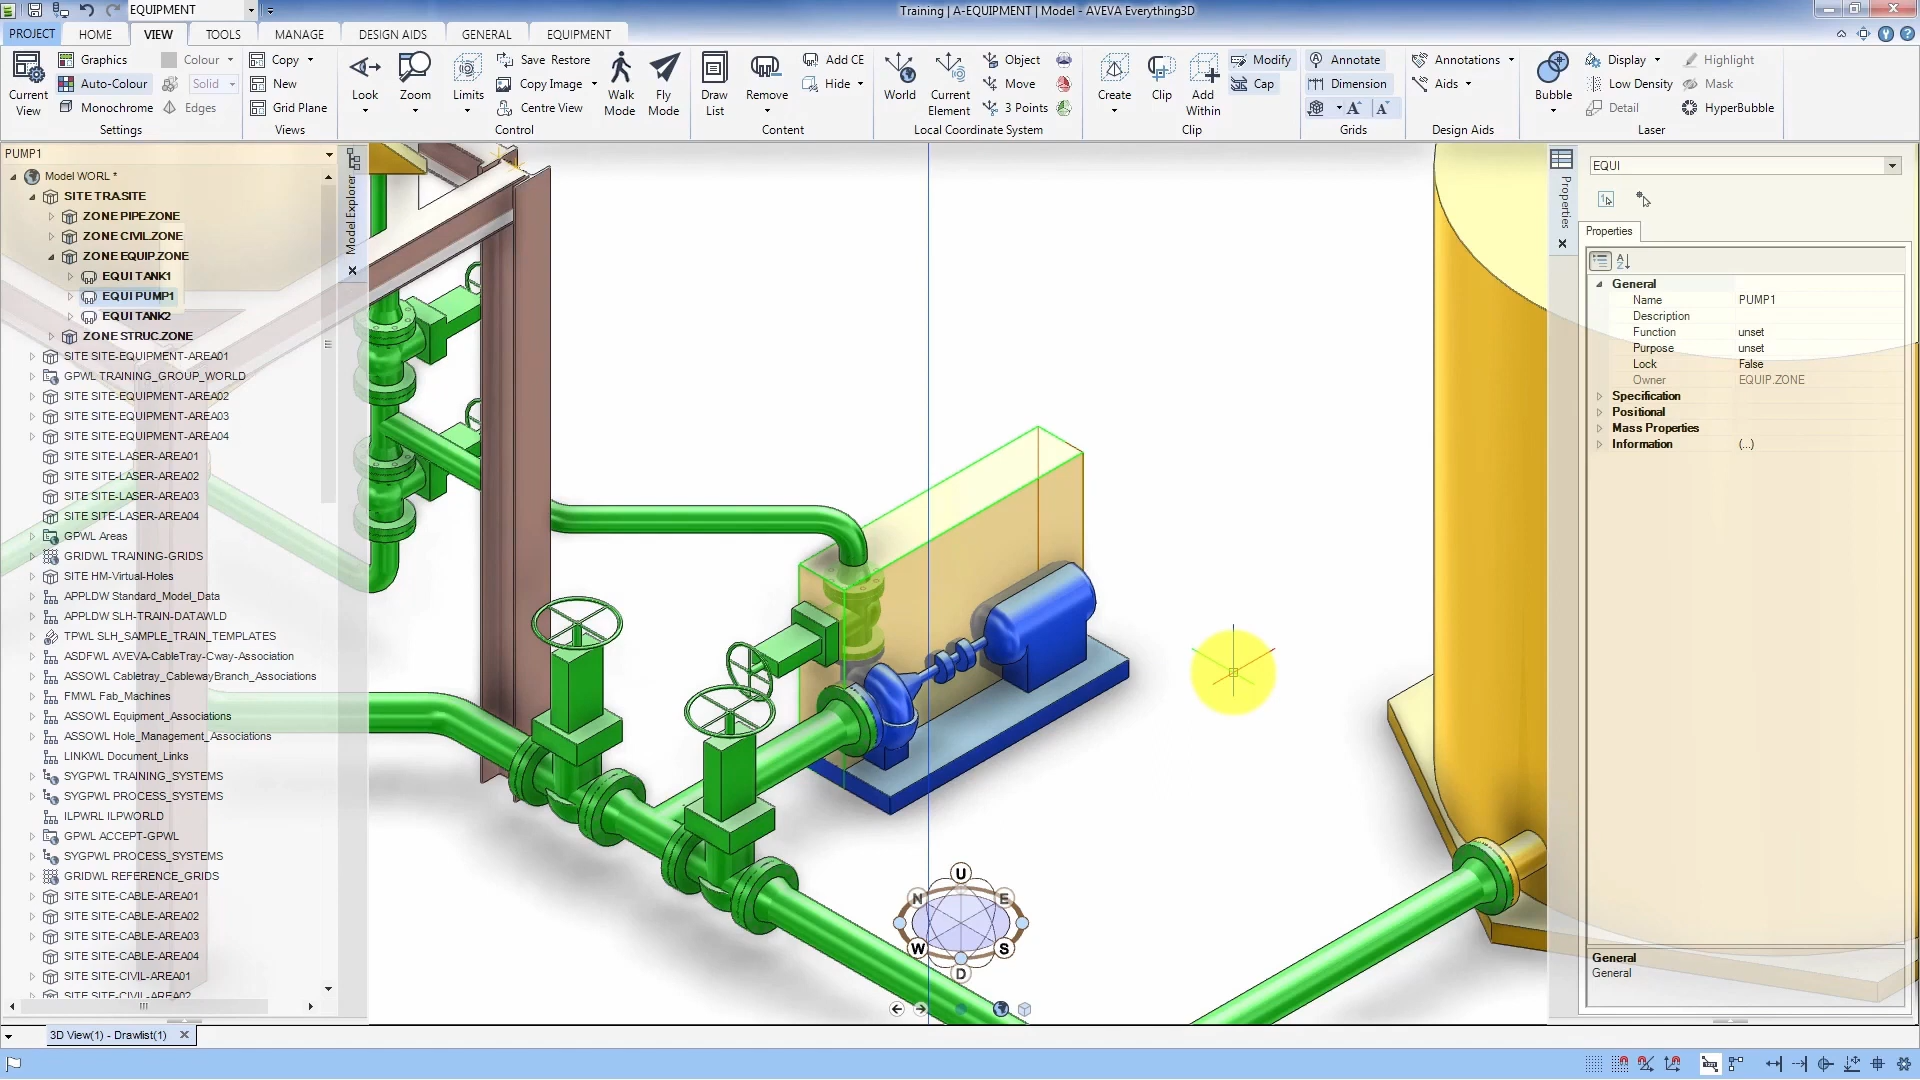 EQUIPMENT
Training | A-EQUIPMENT | Model - AVEVA Everything3D
PROJECT HOME VIEW TOOLS MANAGE DESIGN AIDS GENERAL EQUIPMENT
Current View
Graphics
Auto-Colour
Monochrome
Colour
Solid
Edges
Settings
Copy
New
Grid Plane
Views
Look
Zoom
Limits
Save Restore
Copy Image
Centre View
Walk Mode
Fly Mode
Control
Draw List
Remove
Add CE
Hide
Content
World
Current Element
Object
Move
3 Points
Local Coordinate System
Create
Clip
Add Within
Modify
Cap
Clip
Annotate
Dimension
A A
Grids
Annotations
Aids
Design Aids
Bubble
Display
Low Density
Detail
Highlight
Mask
HyperBubble
Laser
PUMP1
Model WORL *
SITE TRASITE
ZONE PIPE.ZONE
ZONE CIVIL.ZONE
ZONE EQUIP.ZONE
EQUI TANK1
EQUI PUMP1
EQUI TANK2
ZONE STRUC.ZONE
SITE SITE-EQUIPMENT-AREA01
GPWL TRAINING_GROUP_WORLD
SITE SITE-EQUIPMENT-AREA02
SITE SITE-EQUIPMENT-AREA03
SITE SITE-EQUIPMENT-AREA04
SITE SITE-LASER-AREA01
SITE SITE-LASER-AREA02
SITE SITE-LASER-AREA03
SITE SITE-LASER-AREA04
GPWL Areas
GRIDWL TRAINING-GRIDS
SITE HM-Virtual-Holes
APPLDW Standard_Model_Data
APPLDW SLH-TRAIN-DATAWLD
TPWL SLH_SAMPLE_TRAIN_TEMPLATES
ASDFWL AVEVA-CableTray-Cway-Association
ASSOWL Cabletray_CablewayBranch_Associations
FMWL Fab_Machines
ASSOWL Equipment_Associations
ASSOWL Hole_Management_Associations
LINKWL Document_Links
SYGPWL TRAINING_SYSTEMS
SYGPWL PROCESS_SYSTEMS
ILPWRL ILPWORLD
GPWL ACCEPT-GPWL
SYGPWL PROCESS_SYSTEMS
GRIDWL REFERENCE_GRIDS
SITE SITE-CABLE-AREA01
SITE SITE-CABLE-AREA02
SITE SITE-CABLE-AREA03
SITE SITE-CABLE-AREA04
SITE SITE-CIVIL-AREA01
SITE SITE-CIVIL-AREA02
Model Explorer
U
N E
W S
D
Properties
EQUI
Properties
General
Name PUMP1
Description
Function unset
Purpose unset
Lock False
Owner EQUIP.ZONE
Specification
Positional
Mass Properties
Information (...)
General
General
3D View(1) - Drawlist(1)